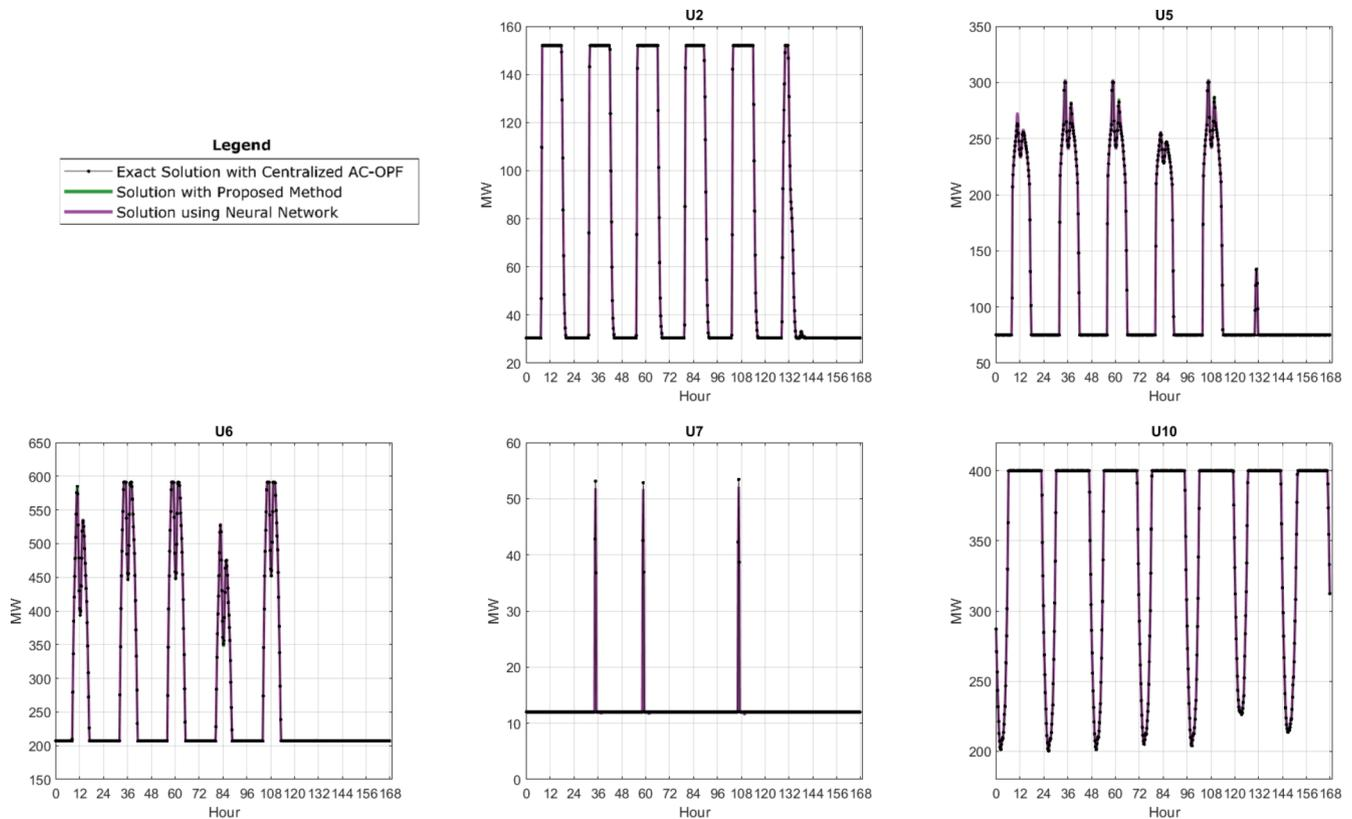 Legend
Exact Solution with Centralized AC-OPF
Solution with Proposed Method
Solution using Neural Network
U2
160
140
120
100
80
60
40
20
MW
0 12 24 36 48 60 72 84 96 108 120 132 144 156 168
Hour
U5
350
300
250
200
150
100
50
MW
0 12 24 36 48 60 72 84 96 108 120 132 144 156 168
Hour
U6
650
600
550
500
450
400
350
300
250
200
150
MW
0 12 24 36 48 60 72 84 96 108 120 132 144 156 168
Hour
U7
60
50
40
30
20
10
0
MW
0 12 24 36 48 60 72 84 96 108 120 132 144 156 168
Hour
U10
400
350
300
250
200
MW
0 12 24 36 48 60 72 84 96 108 120 132 144 156 168
Hour